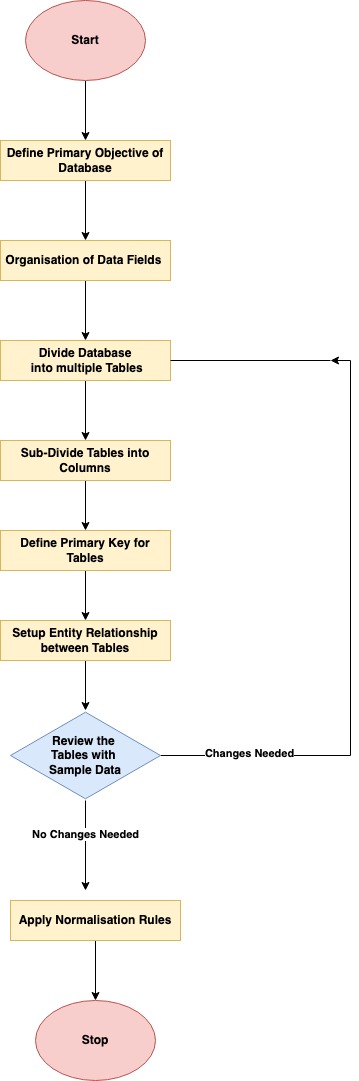 Start
Define Primary Objective of
Database
Organisation of Data Fields
Divide Database
into multiple Tables
Sub-Divide Tables into
Columns
Define Primary Key for
Tables
Setup Entity Relationship
between Tables
Review the
Tables with
Sample Data
Changes Needed
No Changes Needed
Apply Normalisation Rules
Stop